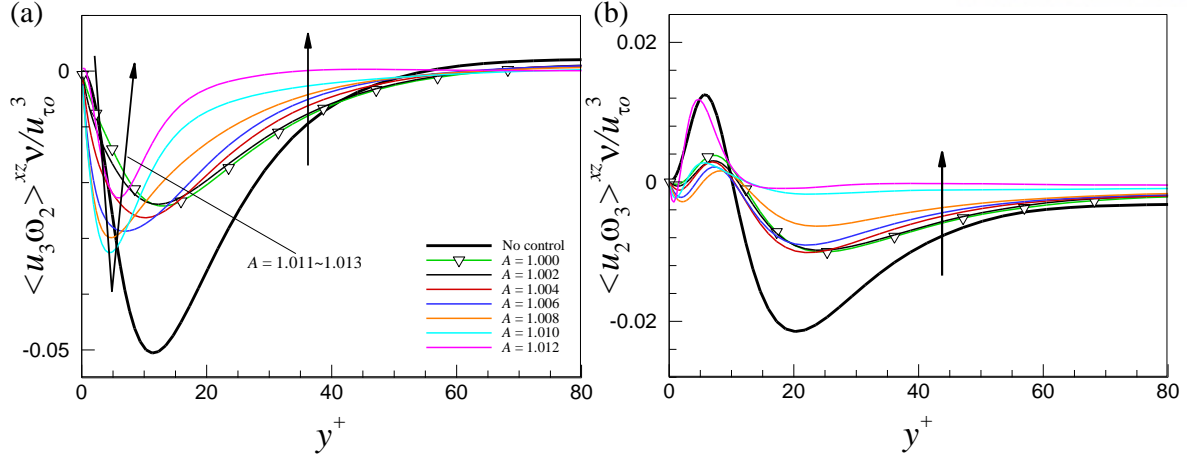 (a)
0
-0.05
<u₃ω₂>ˣᶻν/u_τo³
A = 1.011~1.013
No control
A = 1.000
A = 1.002
A = 1.004
A = 1.006
A = 1.008
A = 1.010
A = 1.012
0 20 40 60 80
y⁺
(b)
0.02
0
-0.02
<u₂ω₃>ˣᶻν/u_τo³
0 20 40 60 80
y⁺